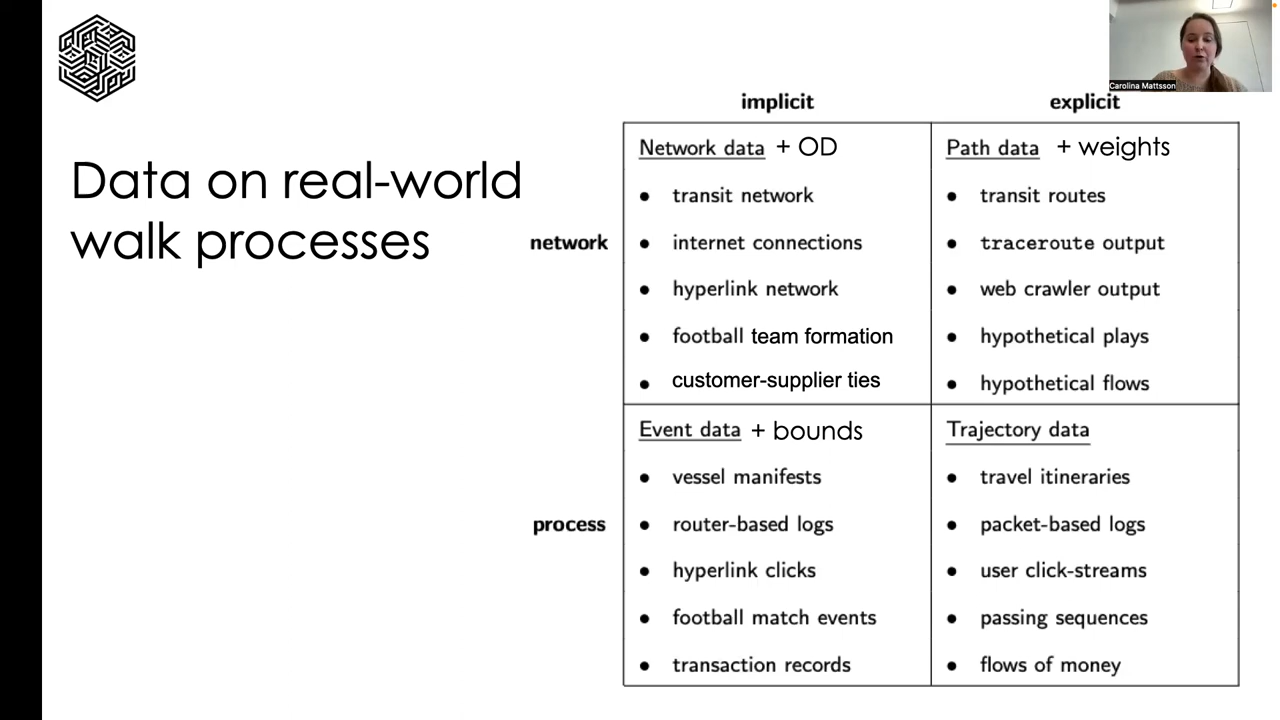 Carolina Mattsson
Data on real-world
walk processes
implicit
explicit
network
Network data + OD
• transit network
• internet connections
• hyperlink network
• football team formation
• customer-supplier ties
Path data + weights
• transit routes
• traceroute output
• web crawler output
• hypothetical plays
• hypothetical flows
process
Event data + bounds
• vessel manifests
• router-based logs
• hyperlink clicks
• football match events
• transaction records
Trajectory data
• travel itineraries
• packet-based logs
• user click-streams
• passing sequences
• flows of money